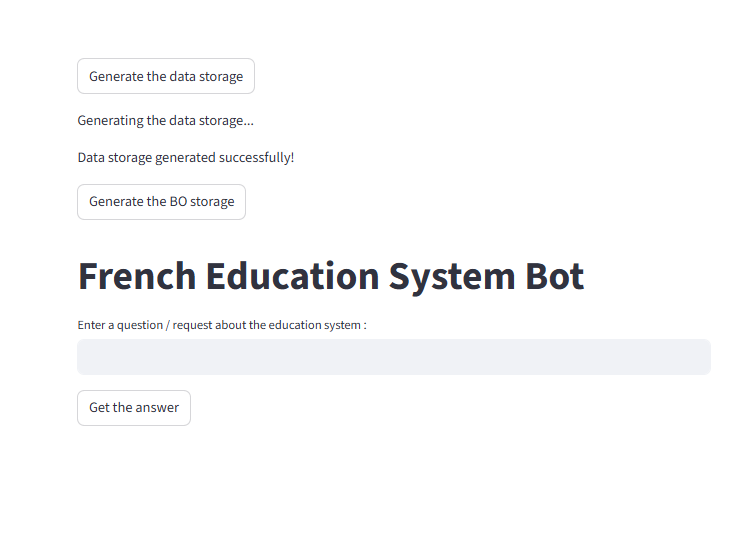 Generate the data storage
Generating the data storage...
Data storage generated successfully!
Generate the BO storage
French Education System Bot
Enter a question / request about the education system :
Get the answer